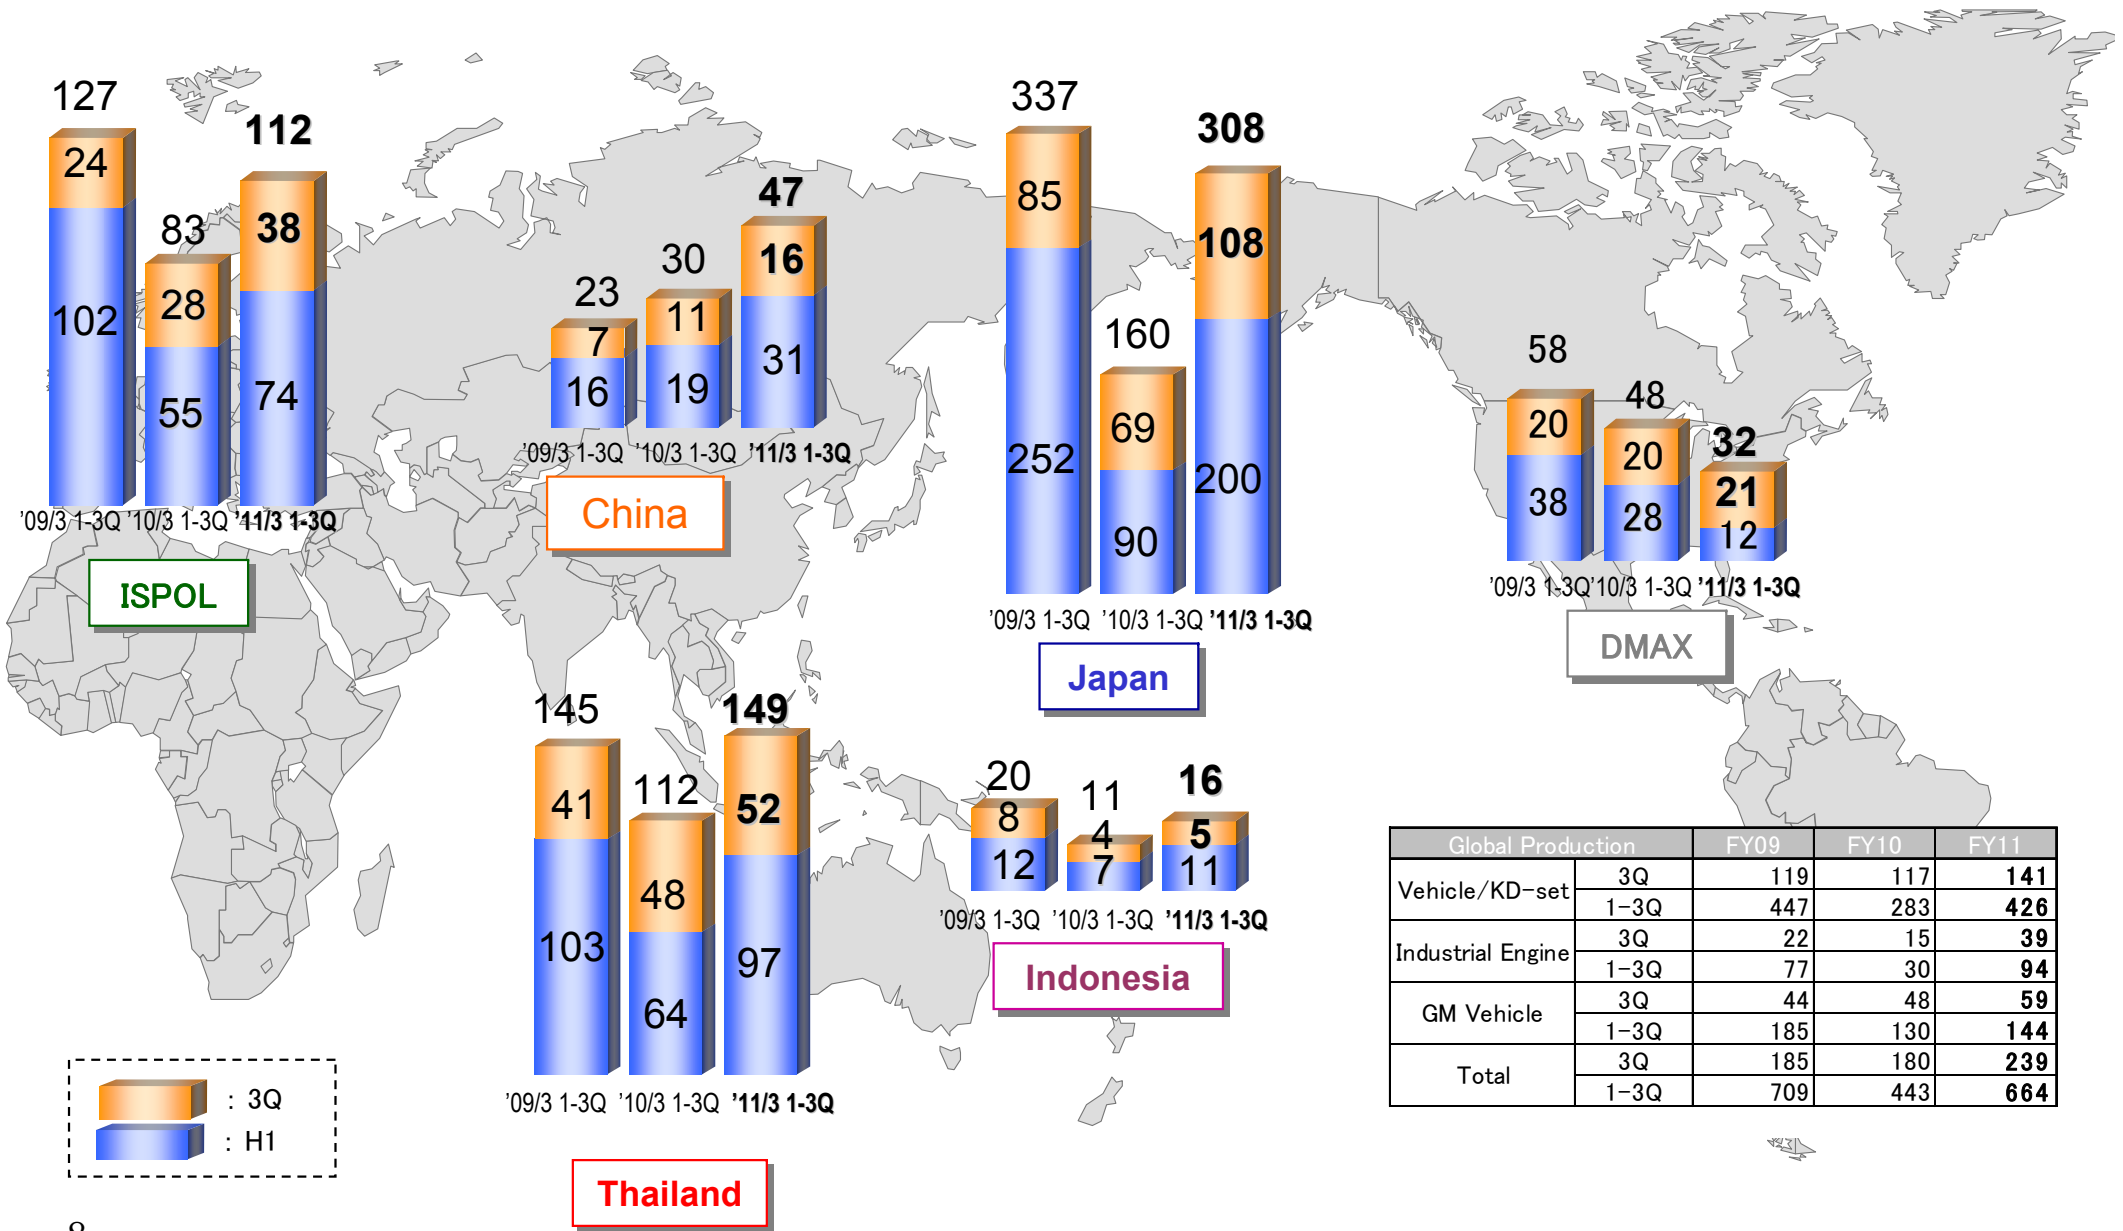 127
24
102
83
28
55
112
38
74
'09/3 1-3Q '10/3 1-3Q '11/3 1-3Q
ISPOL
23
7
16
30
11
19
47
16
31
'09/3 1-3Q '10/3 1-3Q '11/3 1-3Q
China
337
85
252
160
69
90
308
108
200
'09/3 1-3Q '10/3 1-3Q '11/3 1-3Q
Japan
58
20
38
48
20
28
32
21
12
'09/3 1-3Q '10/3 1-3Q '11/3 1-3Q
DMAX
145
41
103
112
48
64
149
52
97
'09/3 1-3Q '10/3 1-3Q '11/3 1-3Q
Thailand
20
8
12
11
4
7
16
5
11
'09/3 1-3Q '10/3 1-3Q '11/3 1-3Q
Indonesia
Global Production FY09 FY10 FY11
Vehicle/KD-set 3Q 119 117 141
1-3Q 447 283 426
Industrial Engine 3Q 22 15 39
1-3Q 77 30 94
GM Vehicle 3Q 44 48 59
1-3Q 185 130 144
Total 3Q 185 180 239
1-3Q 709 443 664
: 3Q
: H1